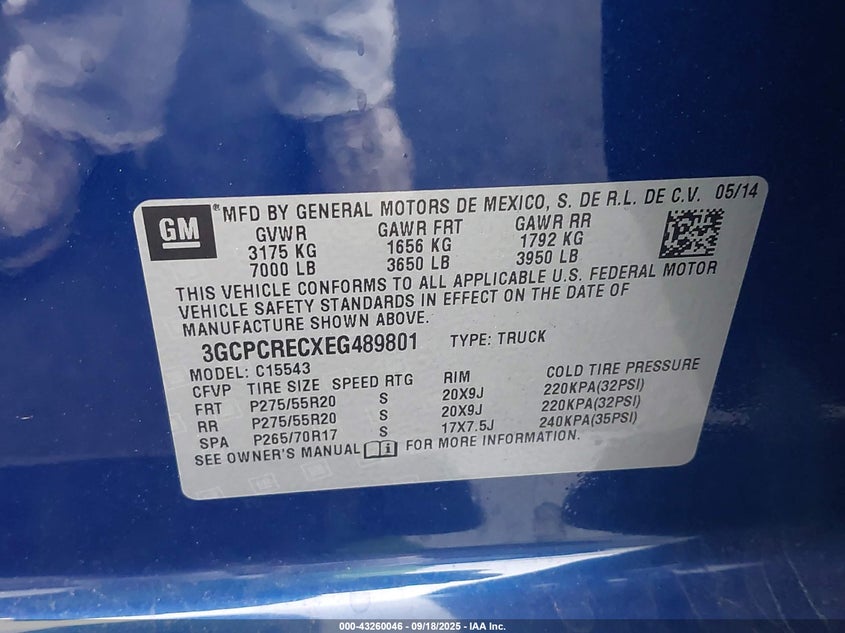 GM ® MFD BY GENERAL MOTORS DE MEXICO, S. DE R.L. DE C.V. 05/14
GVWR GAWR FRT GAWR RR
3175 KG 1656 KG 1792 KG
7000 LB 3650 LB 3950 LB
THIS VEHICLE CONFORMS TO ALL APPLICABLE U.S. FEDERAL MOTOR
VEHICLE SAFETY STANDARDS IN EFFECT ON THE DATE OF
MANUFACTURE SHOWN ABOVE.
3GCPCRECXEG489801 TYPE: TRUCK
MODEL: C15543
CFVP TIRE SIZE SPEED RTG RIM COLD TIRE PRESSURE
FRT P275/55R20 S 20X9J 220KPA(32PSI)
RR P275/55R20 S 20X9J 220KPA(32PSI)
SPA P265/70R17 S 17X7.5J 240KPA(35PSI)
SEE OWNER'S MANUAL i FOR MORE INFORMATION.
000-43260046 - 09/18/2025 - IAA Inc.